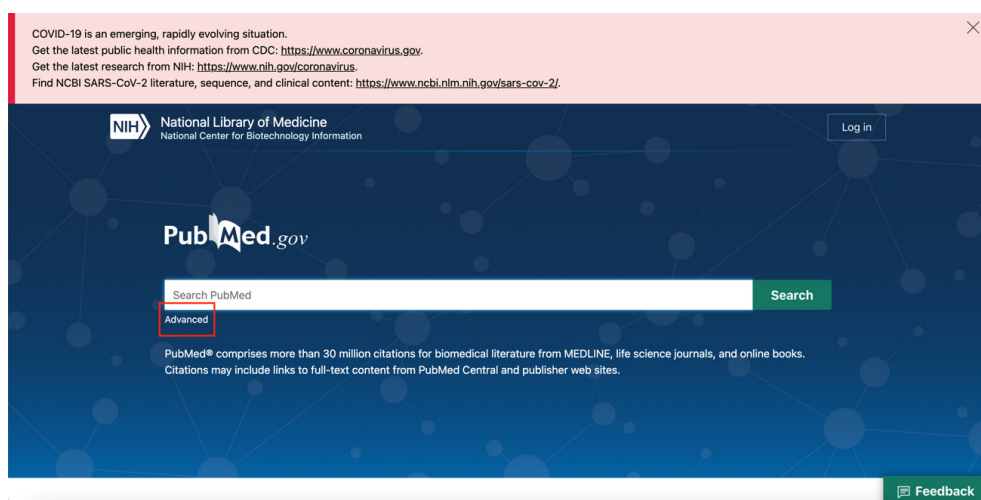 COVID-19 is an emerging, rapidly evolving situation.
Get the latest public health information from CDC: https://www.coronavirus.gov.
Get the latest research from NIH: https://www.nih.gov/coronavirus.
Find NCBI SARS-CoV-2 literature, sequence, and clinical content: https://www.ncbi.nlm.nih.gov/sars-cov-2/.
NIH National Library of Medicine
National Center for Biotechnology Information
Log in
PubMed.gov
Search PubMed
Search
Advanced
PubMed® comprises more than 30 million citations for biomedical literature from MEDLINE, life science journals, and online books.
Citations may include links to full-text content from PubMed Central and publisher web sites.
Feedback